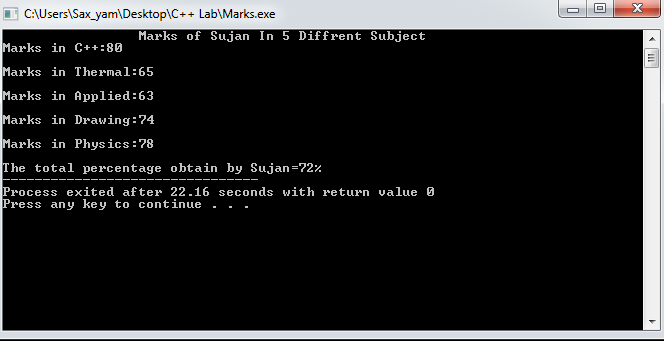 C:\Users\Sax_yam\Desktop\C++ Lab\Marks.exe
Marks of Sujan In 5 Diffrent Subject
Marks in C++:80
Marks in Thermal:65
Marks in Applied:63
Marks in Drawing:74
Marks in Physics:78
The total percentage obtain by Sujan=72%
--------------------------------
Process exited after 22.16 seconds with return value 0
Press any key to continue . . .